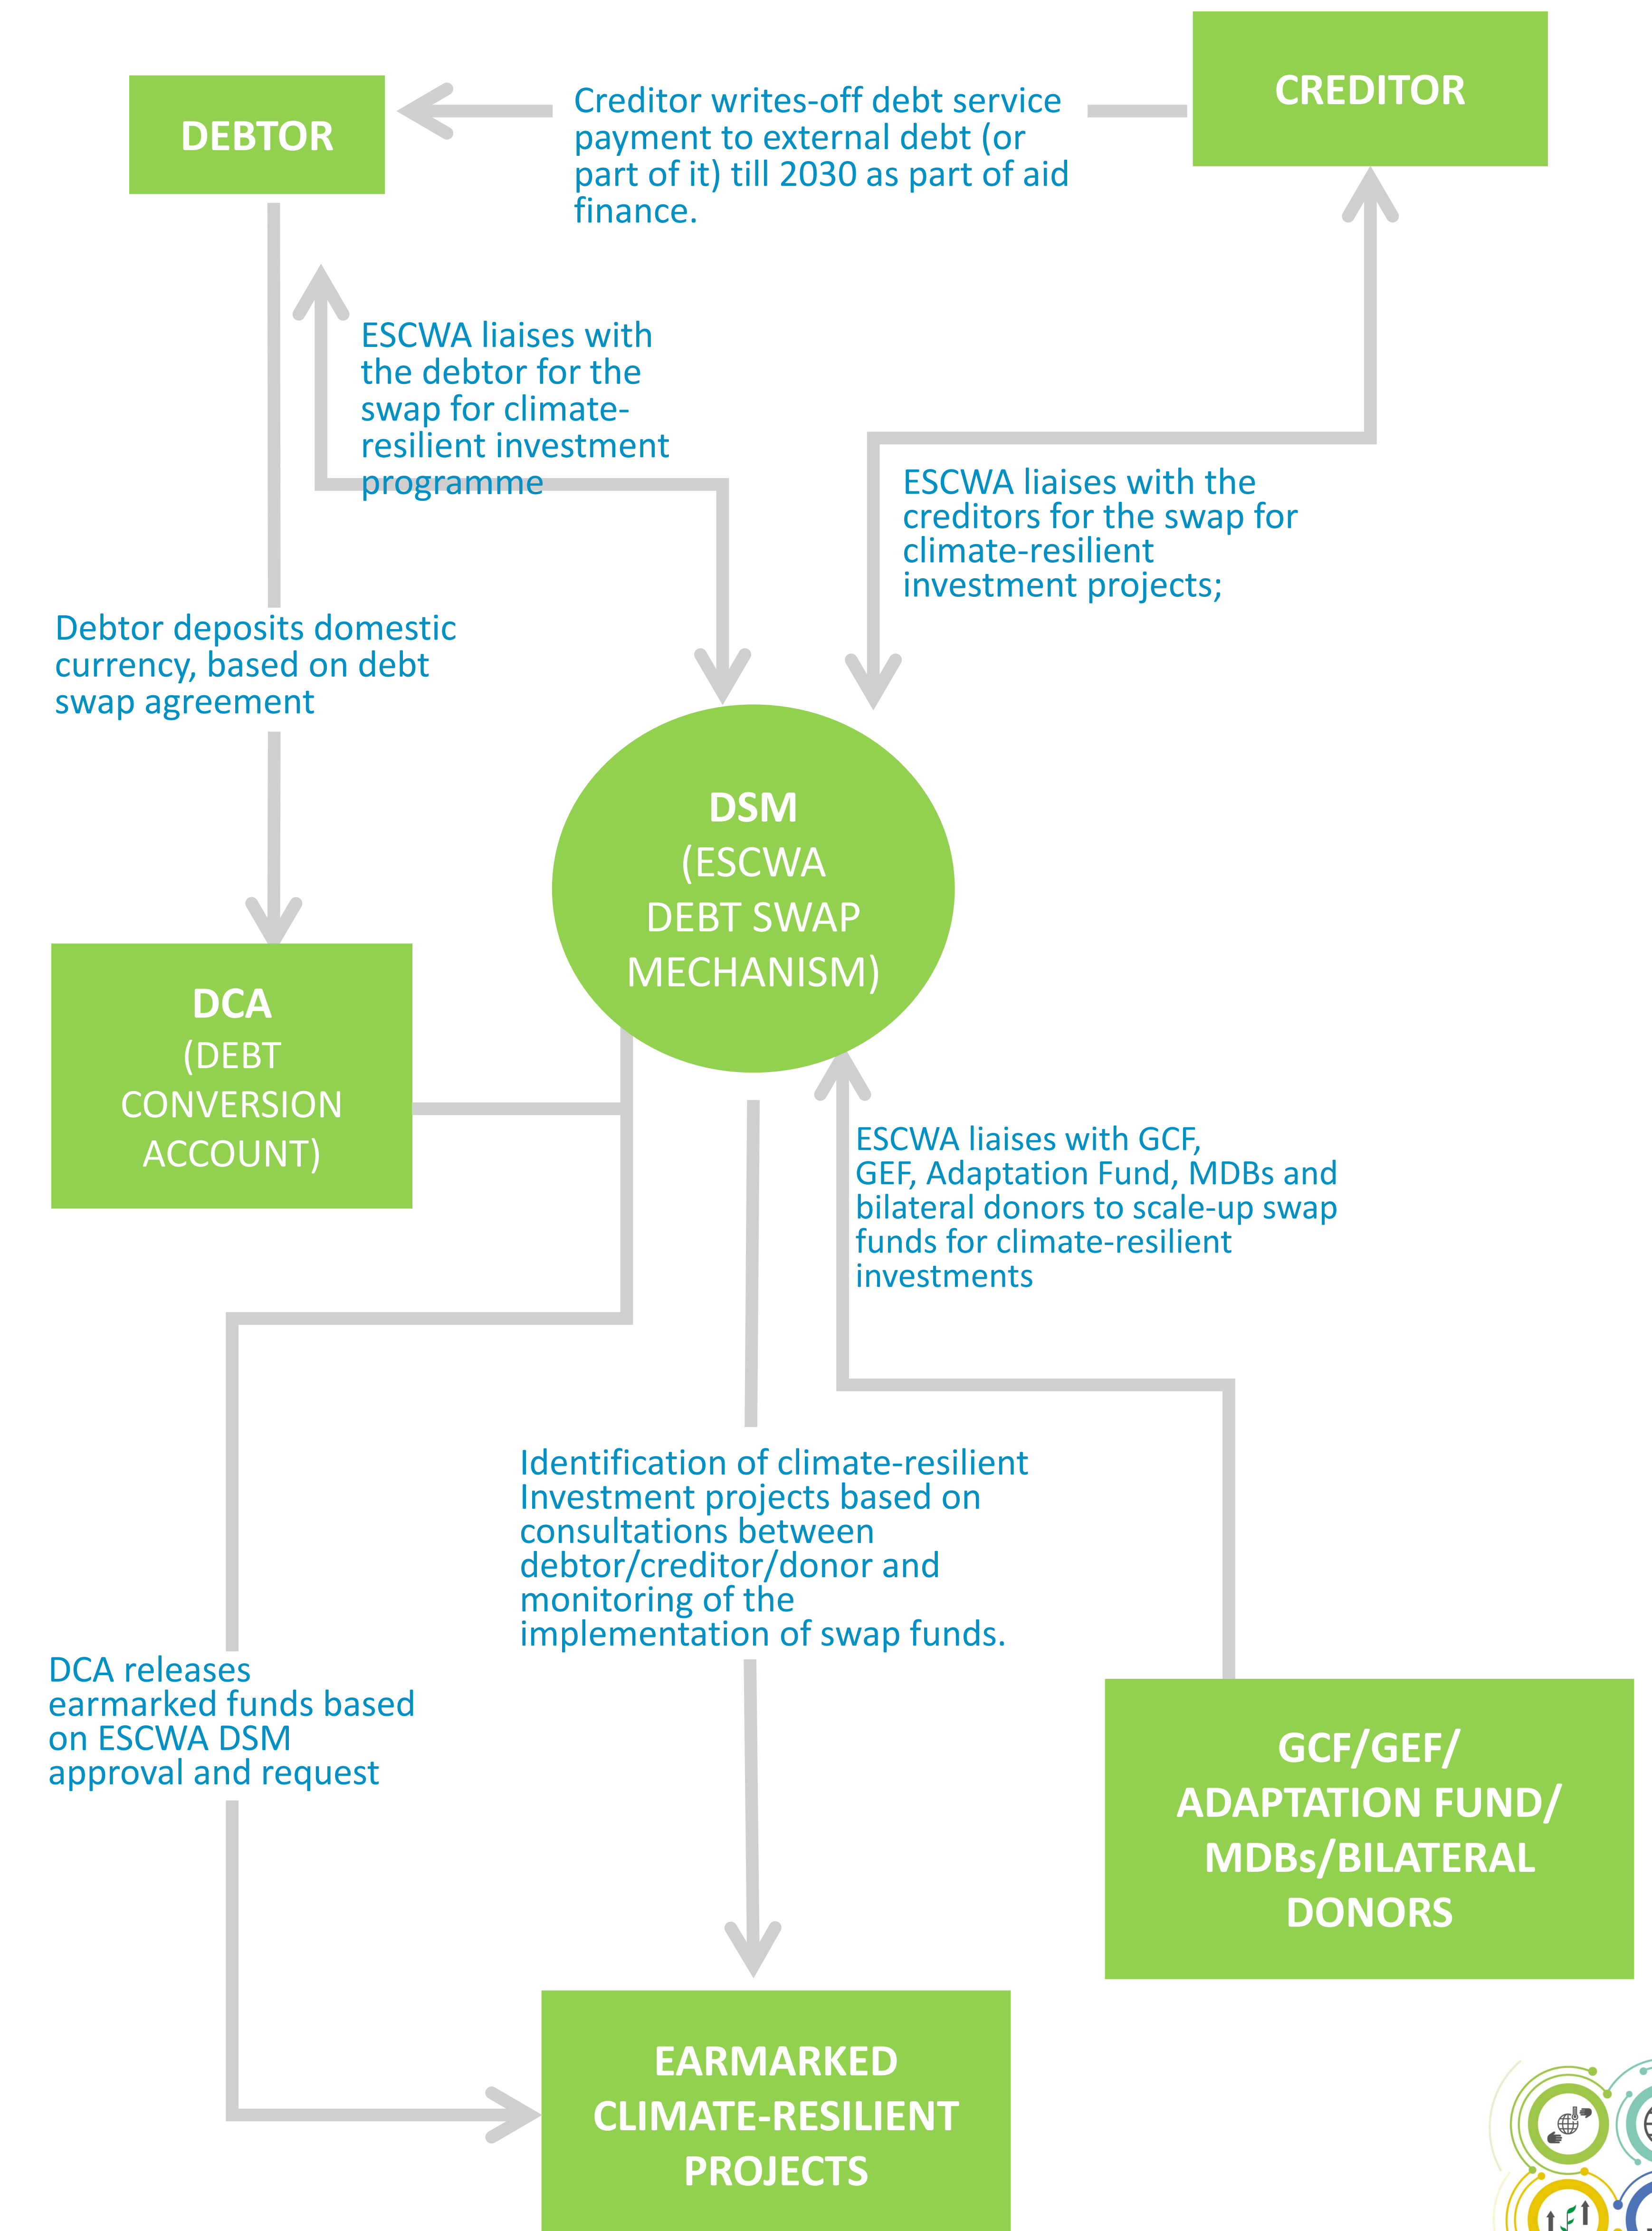 CREDITOR
DEBTOR
Creditor writes-off debt service
payment to external debt (or
part of it) till 2030 as part of aid
finance.
ESCWA liaises with
the debtor for the
swap for climate-
resilient investment
programme
ESCWA liaises with the
creditors for the swap for
climate-resilient
investment projects;
Debtor deposits domestic
currency, based on debt
swap agreement
DSM
(ESCWA
DEBT SWAP
MECHANISM)
DCA
(DEBT
CONVERSION
ACCOUNT)
ESCWA liaises with GCF,
GEF, Adaptation Fund, MDBs and
bilateral donors to scale-up swap
funds for climate-resilient
investments
Identification of climate-resilient
Investment projects based on
consultations between
debtor/creditor/donor and
monitoring of the
implementation of swap funds.
DCA releases
earmarked funds based
on ESCWA DSM
approval and request
GCF/GEF/
ADAPTATION FUND/
MDBs/BILATERAL
DONORS
EARMARKED
CLIMATE-RESILIENT
PROJECTS